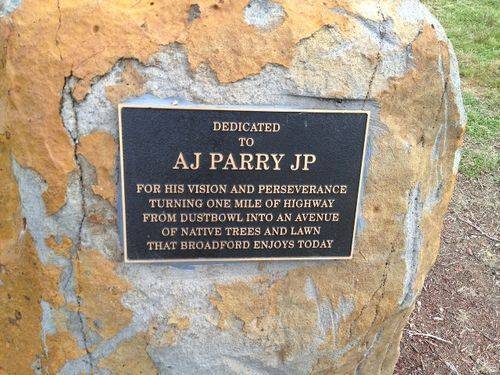 DEDICATED
TO
AJ PARRY JP
FOR HIS VISION AND PERSEVERANCE
TURNING ONE MILE OF HIGHWAY
FROM DUSTBOWL INTO AN AVENUE
OF NATIVE TREES AND LAWN
THAT BROADFORD ENJOYS TODAY